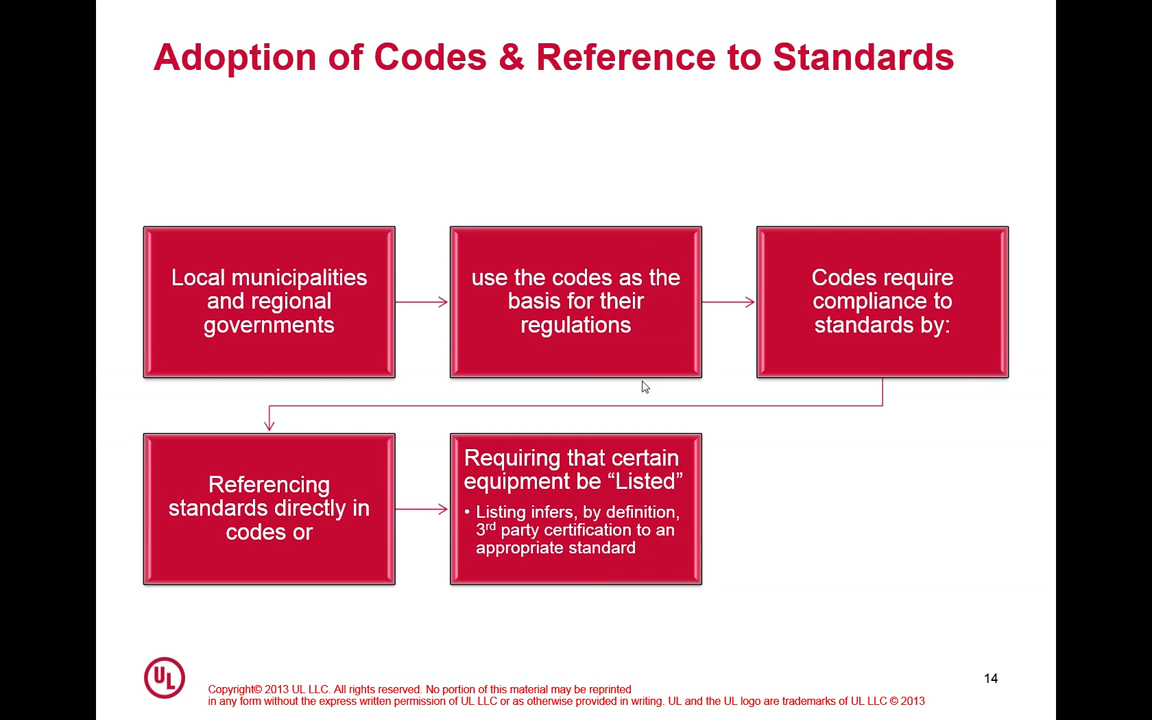 Adoption of Codes & Reference to Standards
Local municipalities
and regional
governments
use the codes as the
basis for their
regulations
Codes require
compliance to
standards by:
Referencing
standards directly in
codes or
Requiring that certain
equipment be “Listed”
• Listing infers, by definition,
3rd party certification to an
appropriate standard
UL
Copyright© 2013 UL LLC. All rights reserved. No portion of this material may be reprinted
in any form without the express written permission of UL LLC or as otherwise provided in writing. UL and the UL logo are trademarks of UL LLC © 2013
14